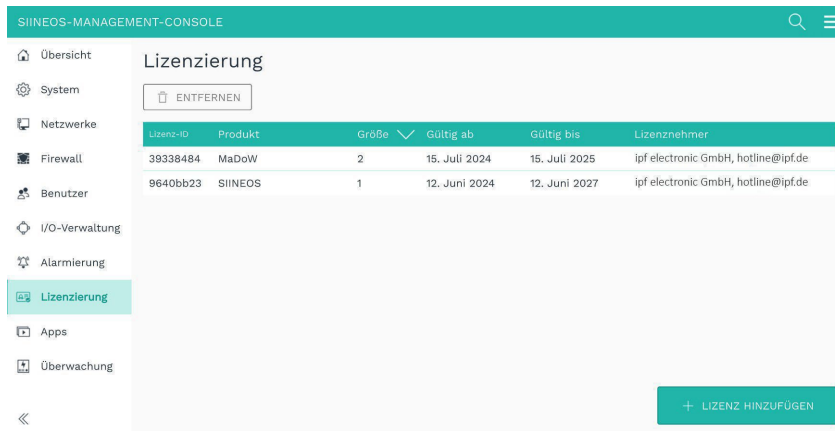 SIINEOS-MANAGEMENT-CONSOLE
Übersicht
System
Netzwerke
Firewall
Benutzer
I/O-Verwaltung
Alarmierung
Lizenzierung
Apps
Überwachung
Lizenzierung
ENTFERNEN
Lizenz-ID Produkt Größe Gültig ab Gültig bis Lizenznehmer
39338484 MaDoW 2 15. Juli 2024 15. Juli 2025 ipf electronic GmbH, hotline@ipf.de
9640bb23 SIINEOS 1 12. Juni 2024 12. Juni 2027 ipf electronic GmbH, hotline@ipf.de
+ LIZENZ HINZUFÜGEN